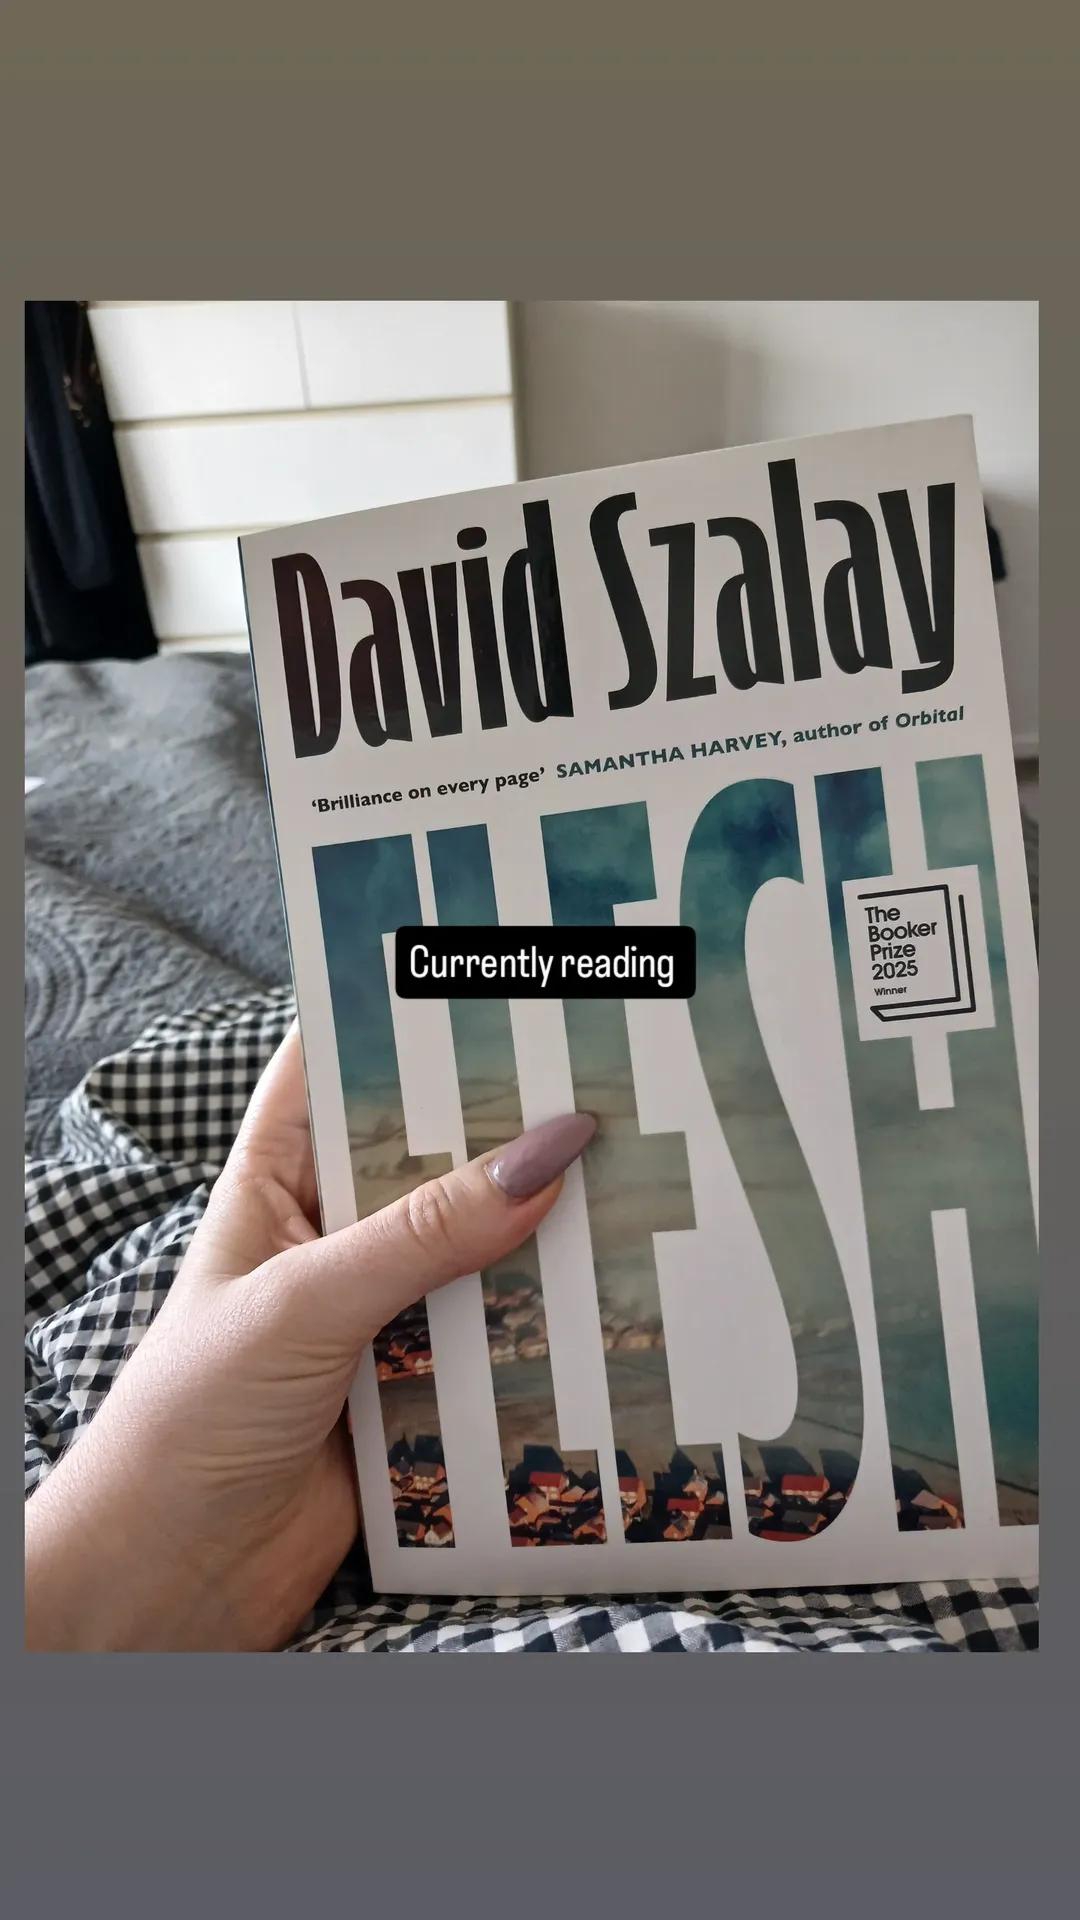 David Szalay
‘Brilliance on every page’ SAMANTHA HARVEY, author of Orbital
FLESH
The
Booker
Prize
2025
Winner
Currently reading